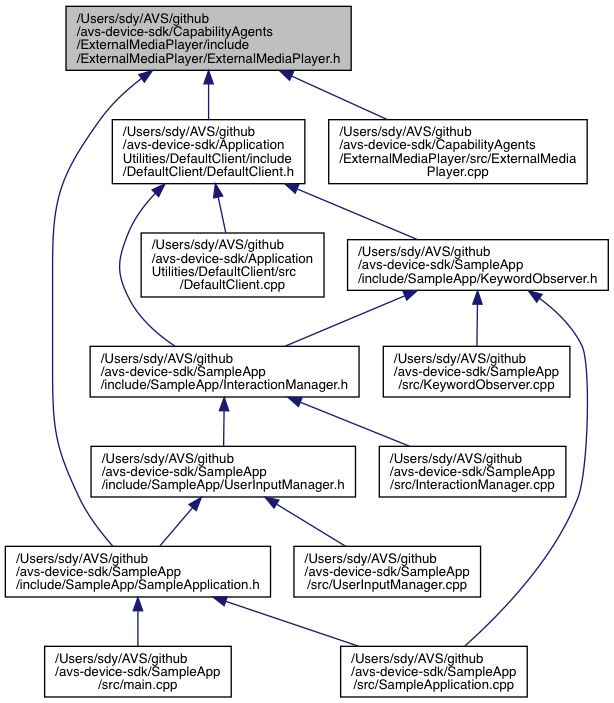 /Users/sdy/AVS/github
/avs-device-sdk/CapabilityAgents
/ExternalMediaPlayer/include
/ExternalMediaPlayer/ExternalMediaPlayer.h
/Users/sdy/AVS/github
/avs-device-sdk/Application
Utilities/DefaultClient/include
/DefaultClient/DefaultClient.h
/Users/sdy/AVS/github
/avs-device-sdk/CapabilityAgents
/ExternalMediaPlayer/src/ExternalMedia
Player.cpp
/Users/sdy/AVS/github
/avs-device-sdk/Application
Utilities/DefaultClient/src
/DefaultClient.cpp
/Users/sdy/AVS/github
/avs-device-sdk/SampleApp
/include/SampleApp/KeywordObserver.h
/Users/sdy/AVS/github
/avs-device-sdk/SampleApp
/include/SampleApp/InteractionManager.h
/Users/sdy/AVS/github
/avs-device-sdk/SampleApp
/src/KeywordObserver.cpp
/Users/sdy/AVS/github
/avs-device-sdk/SampleApp
/include/SampleApp/UserInputManager.h
/Users/sdy/AVS/github
/avs-device-sdk/SampleApp
/src/InteractionManager.cpp
/Users/sdy/AVS/github
/avs-device-sdk/SampleApp
/include/SampleApp/SampleApplication.h
/Users/sdy/AVS/github
/avs-device-sdk/SampleApp
/src/UserInputManager.cpp
/Users/sdy/AVS/github
/avs-device-sdk/SampleApp
/src/main.cpp
/Users/sdy/AVS/github
/avs-device-sdk/SampleApp
/src/SampleApplication.cpp